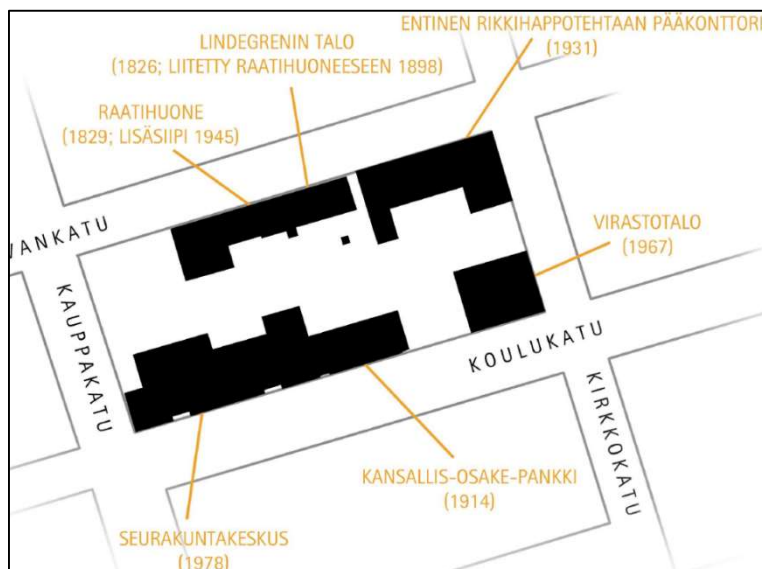 ENTINEN RIKKIHAPPOTEHTAAN PÄÄKONTTORI
(1931)
LINDEGRENIN TALO
(1826; LIITETTY RAATIHUONEESEEN 1898)
RAATIHUONE
(1829; LISÄSIIPI 1945)
VANKATU
VIRASTOTALO
(1967)
KAUPPAKATU
KOULUKATU
KIRKKOKATU
KANSALLIS-OSAKE-PANKKI
(1914)
SEURAKUNTAKESKUS
(1978)